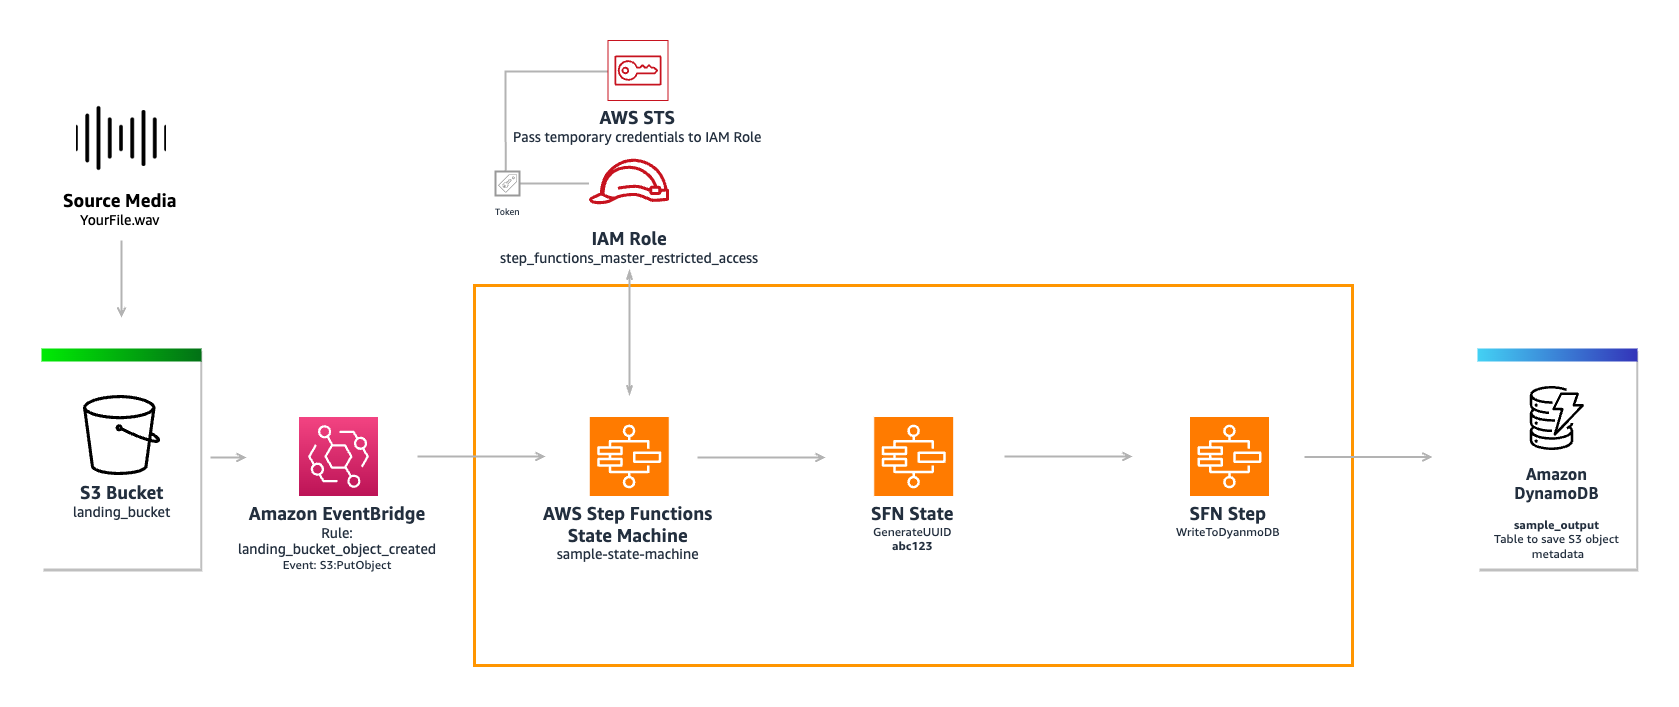 AWS STS
Pass temporary credentials to IAM Role
Token
IAM Role
step_functions_master_restricted_access
Source Media
YourFile.wav
S3 Bucket
landing_bucket
Amazon EventBridge
Rule:
landing_bucket_object_created
Event: S3:PutObject
AWS Step Functions
State Machine
sample-state-machine
SFN State
GenerateUUID
abc123
SFN Step
WriteToDyanmoDB
Amazon
DynamoDB
sample_output
Table to save S3 object
metadata